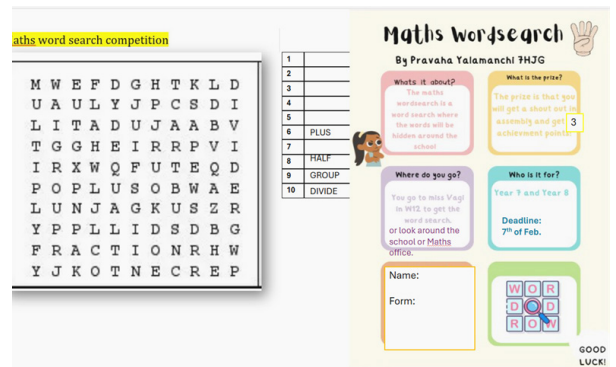 aths word search competition
M W E F D G H T K L D
U A U L Y J P C S D I
L I T A D U J A A B V
T G G H E I R R P V I
I R X W Q F U T E Q D
P O P L U S O B W A E
L U N J A G K U S Z R
Y P P L L I D S D B G
F R A C T I O N R H W
Y J K O T N E C R E P
1
2
3
4
5
6 PLUS
7
8 HALF
9 GROUP
10 DIVIDE
Maths Wordsearch
By Pravaha Yalamanchi 7HJG
Whats it about?
The maths
wordsearch is a
word search where
the words will be
hidden around the
school
What is the prize?
The prize is that you
will get a shout out in
assembly and get 3
achievment points
Where do you go?
You go to miss Vagi
in W12 to get the
word search.
or look around the
school or Maths
office.
Who is it for?
Year 7 and Year 8
Deadline:
7th of Feb.
Name:
Form:
W O R
D D
R O W
GOOD
LUCK!